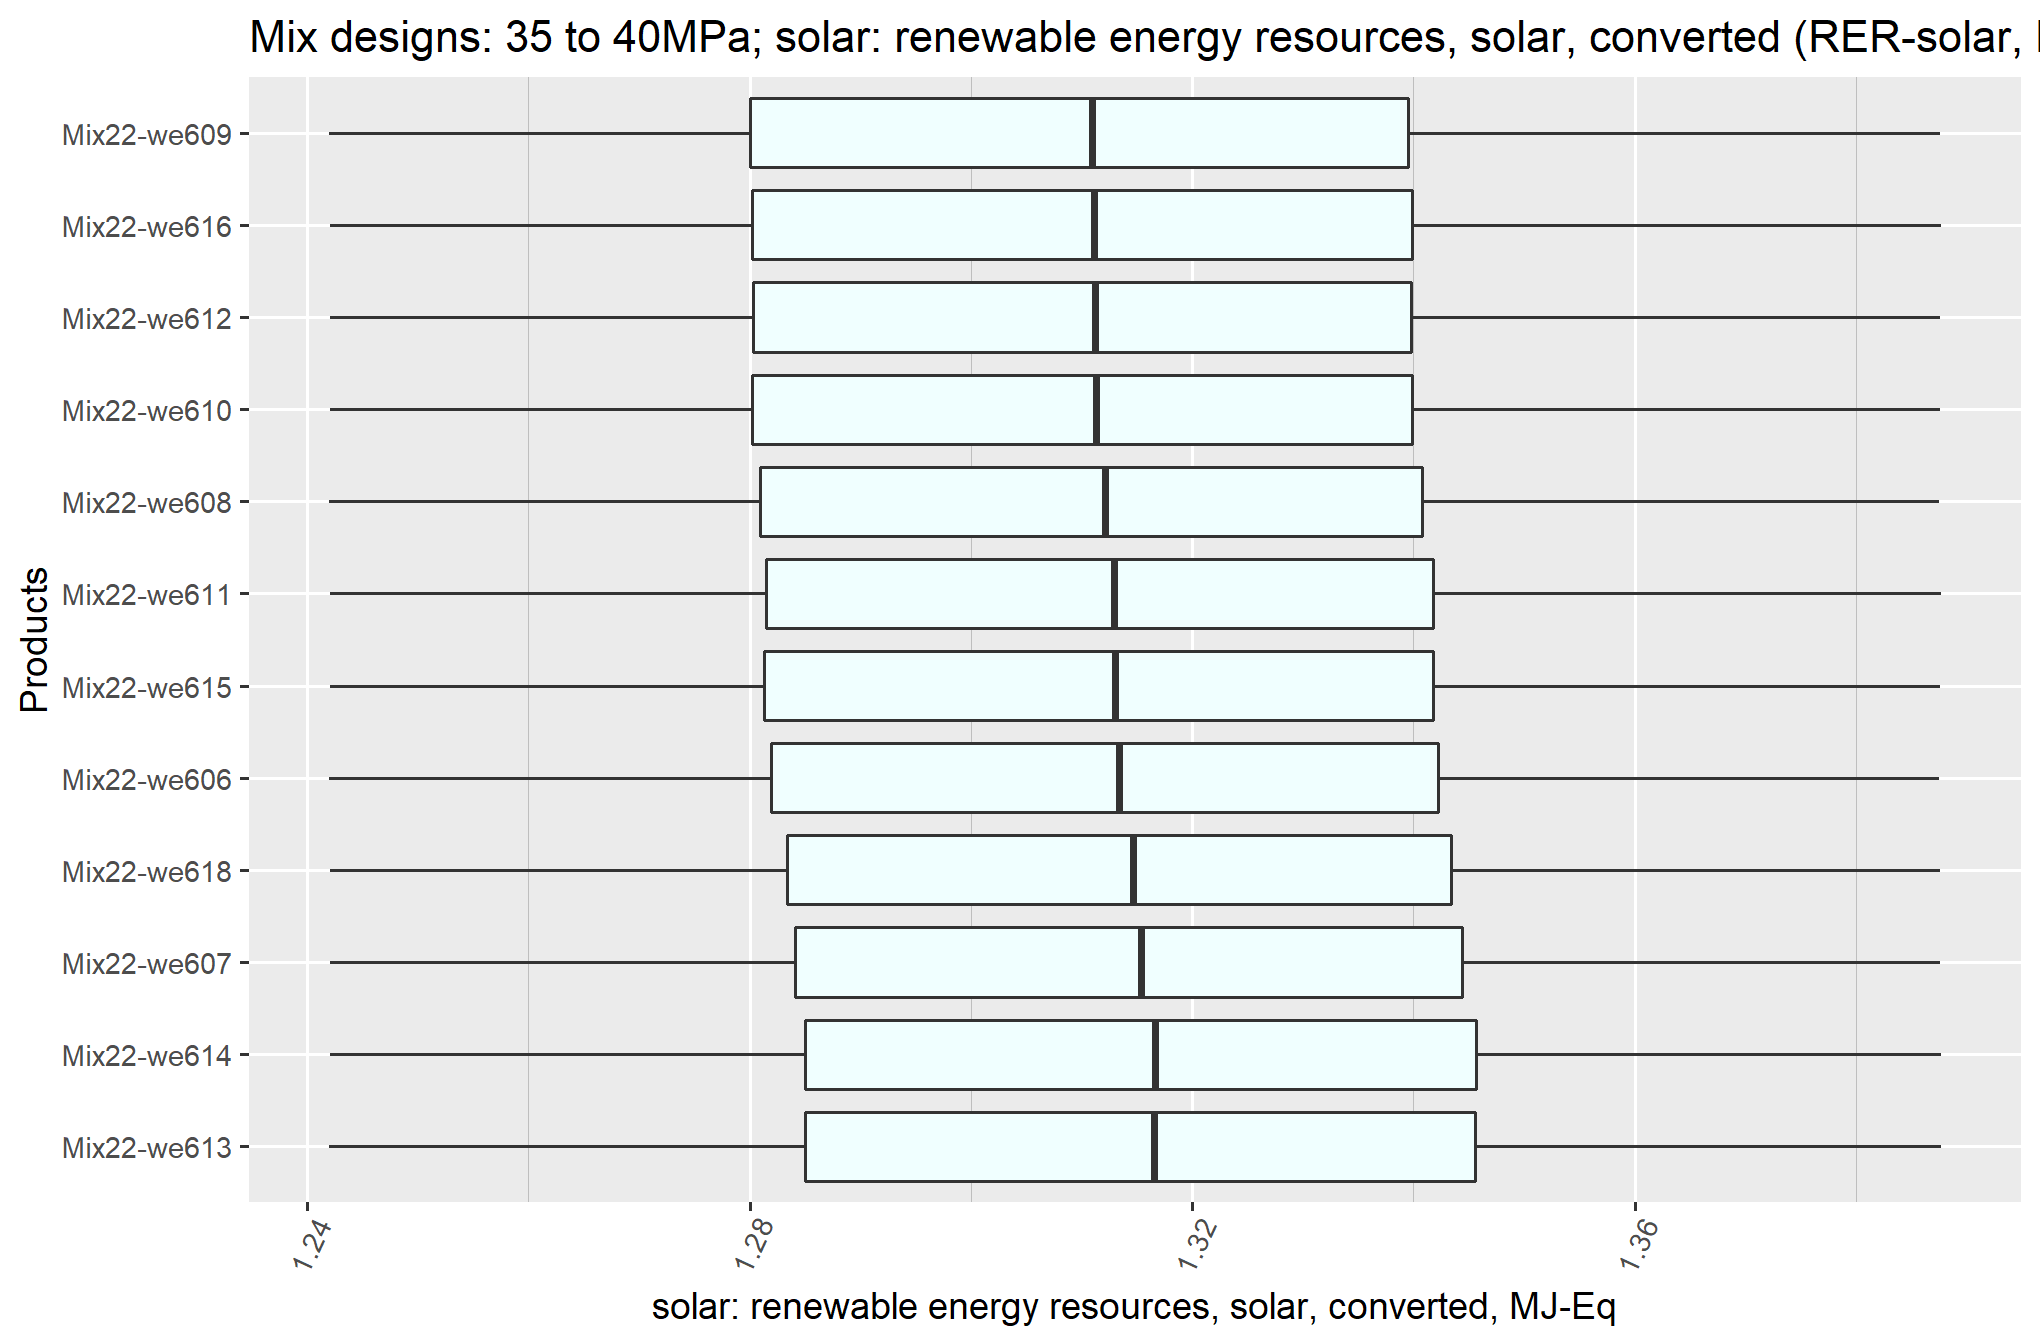 Mix designs: 35 to 40MPa; solar: renewable energy resources, solar, converted (RER-solar,
Mix22-we609
Mix22-we616
Mix22-we612
Mix22-we610
Mix22-we608
Mix22-we611
Mix22-we615
Mix22-we606
Mix22-we618
Mix22-we607
Mix22-we614
Mix22-we613
Products
1.24
1.28
1.32
1.36
solar: renewable energy resources, solar, converted, MJ-Eq